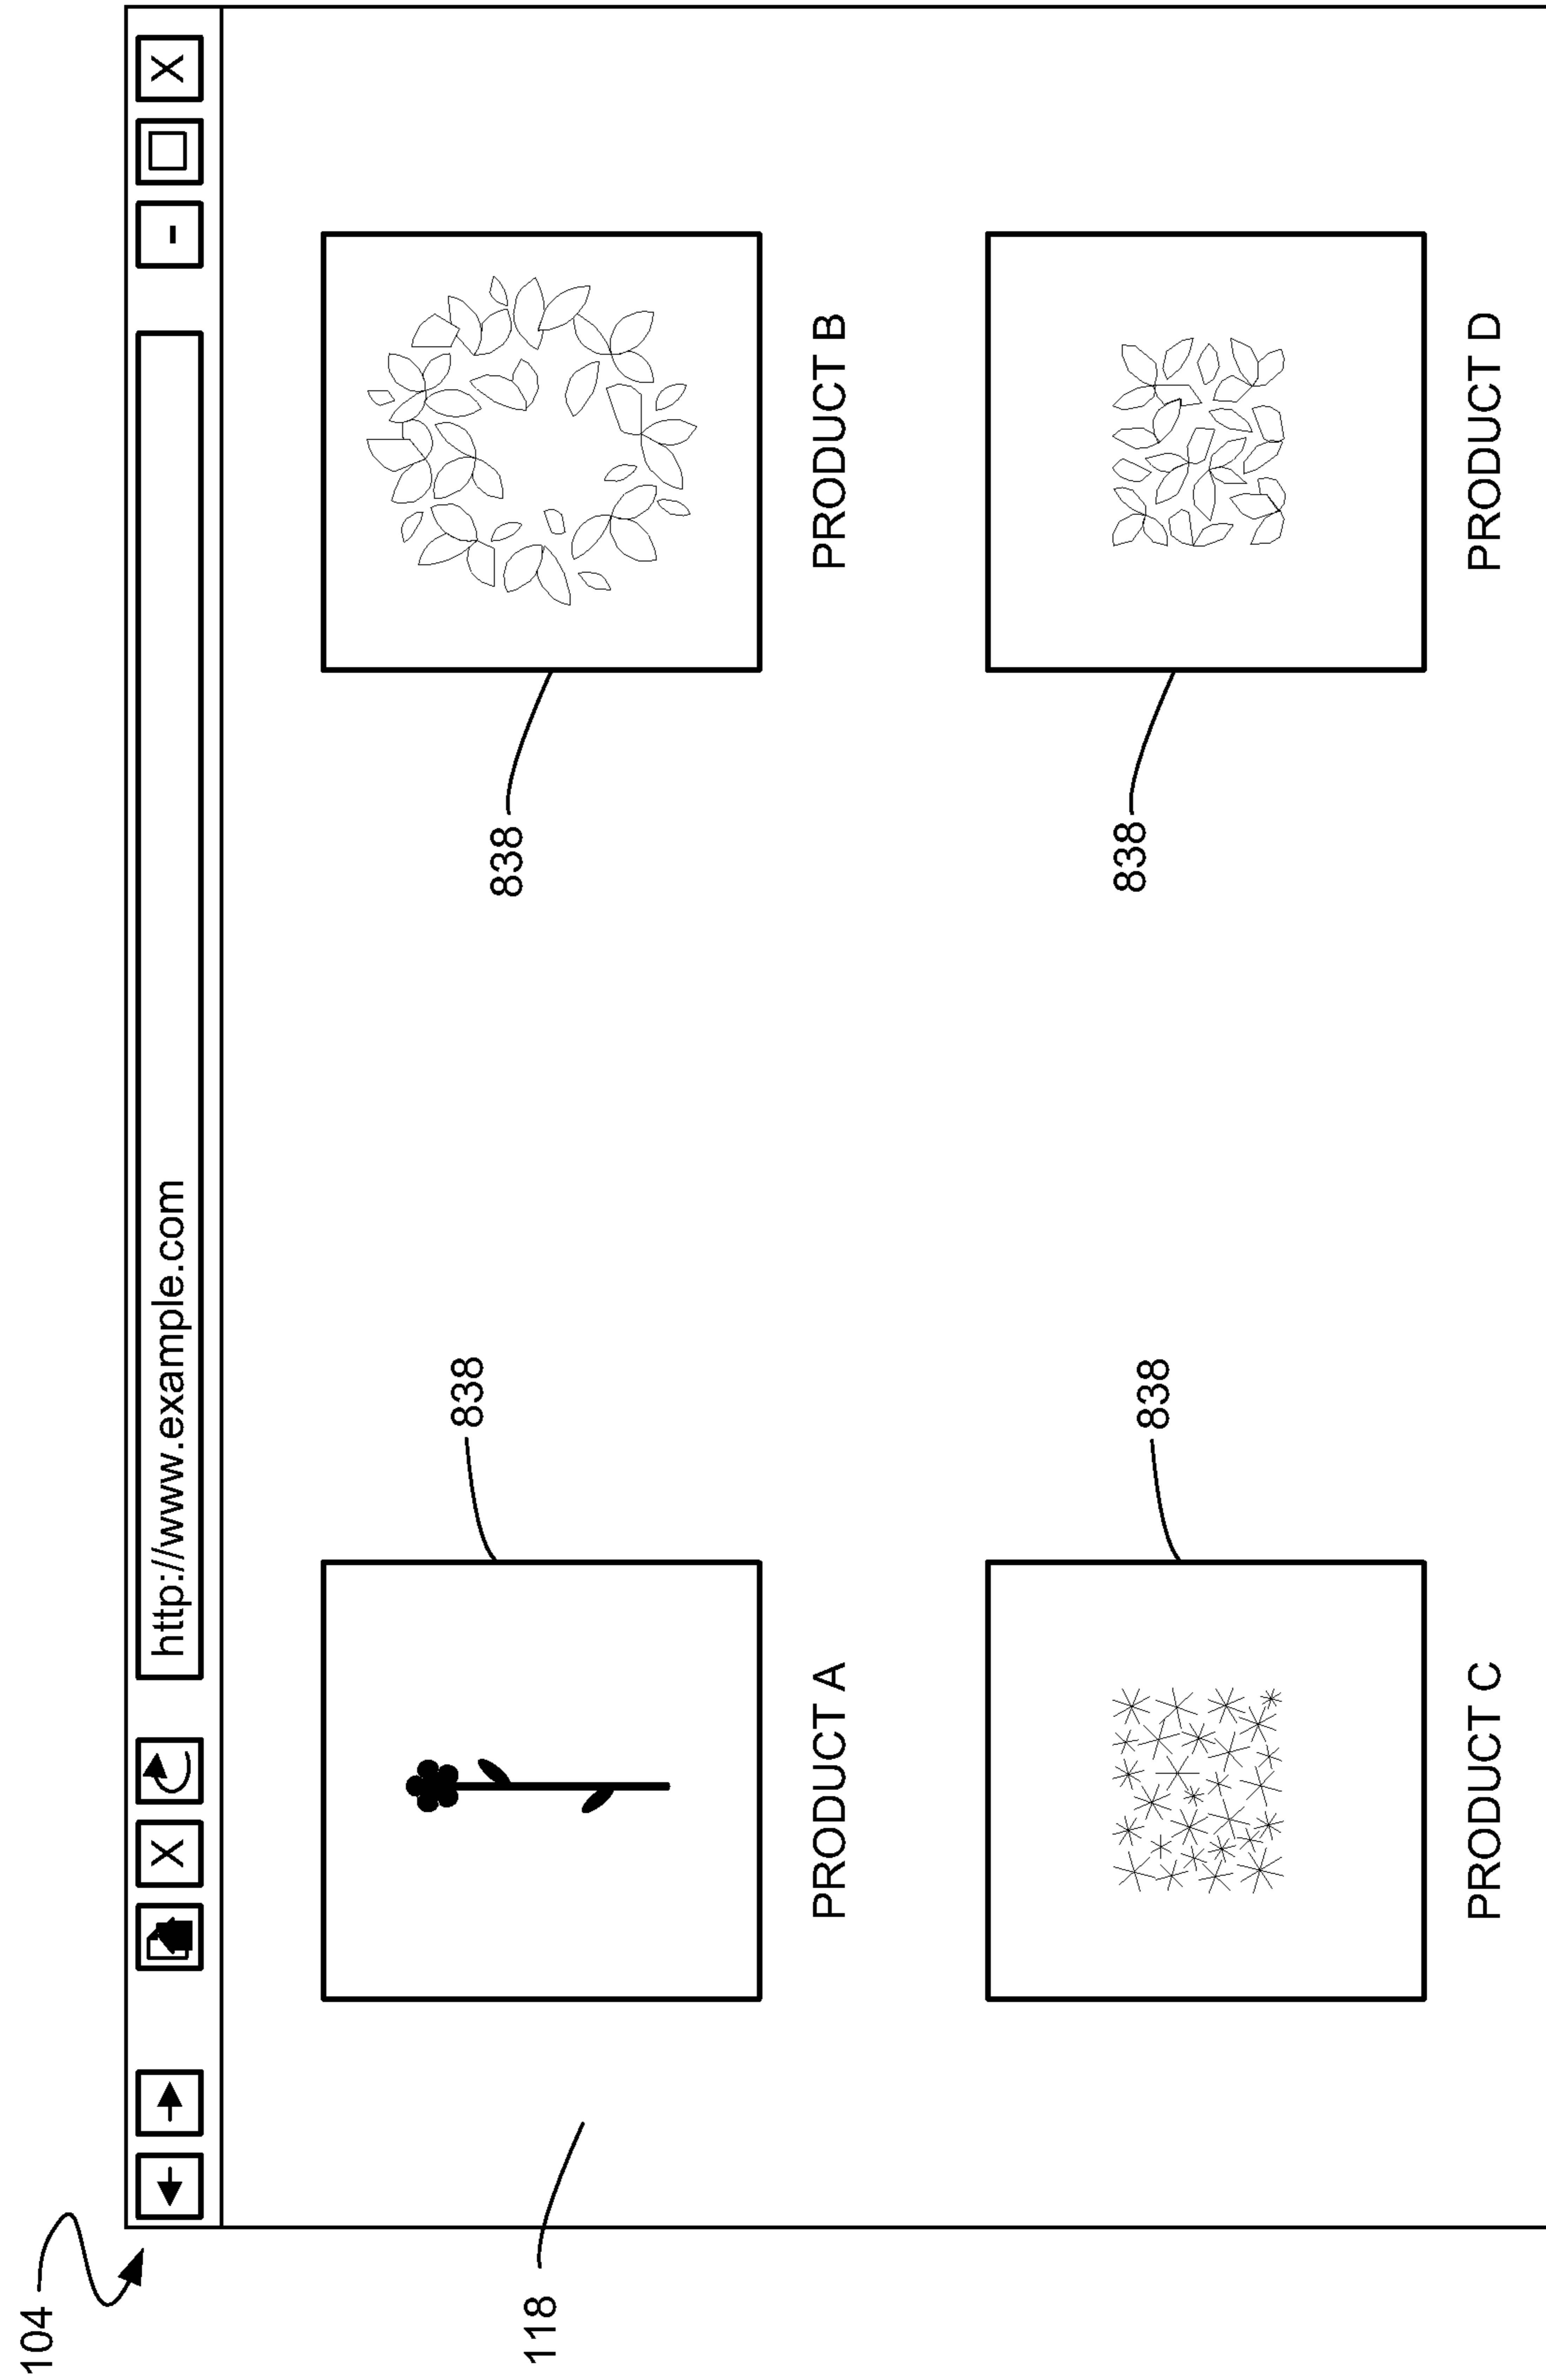 104
http://www.example.com
X
-
X
838
838
PRODUCT A
PRODUCT B
118
838
838
PRODUCT C
PRODUCT D